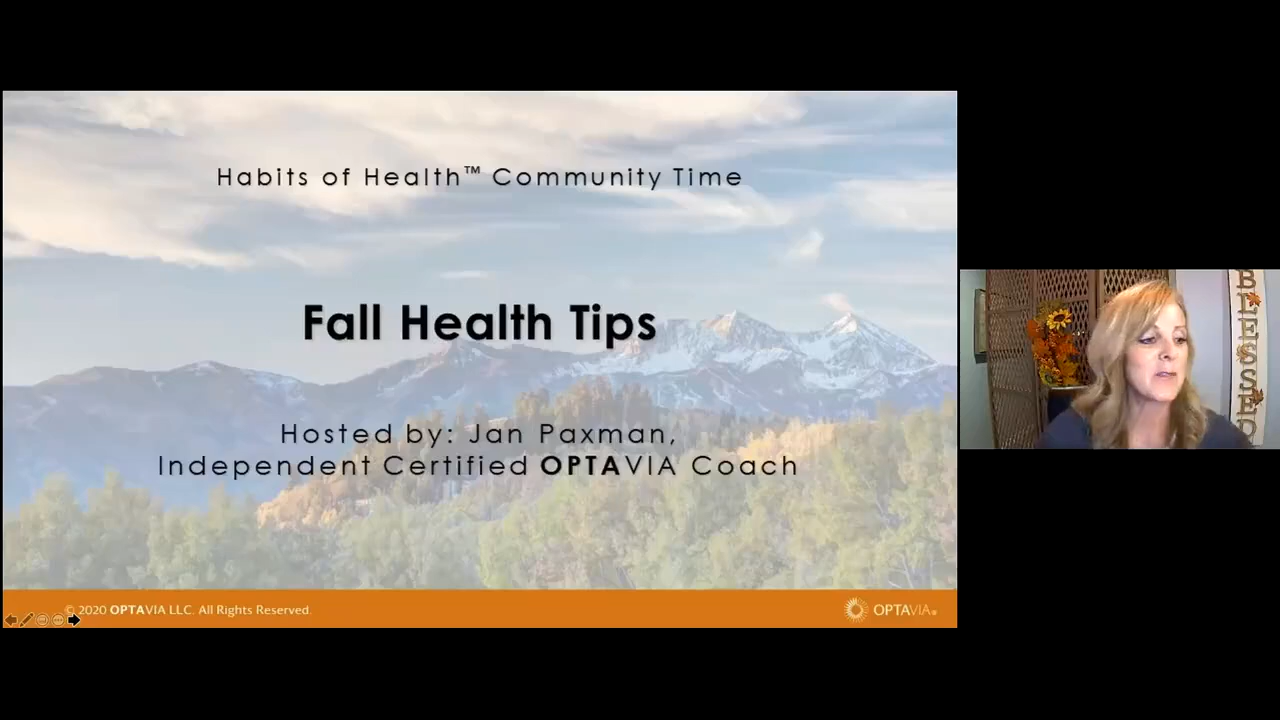 Habits of Health™ Community Time
Fall Health Tips
Hosted by: Jan Paxman,
Independent Certified OPTAVIA Coach
© 2020 OPTAVIA LLC. All Rights Reserved.
OPTAVIA®
BLESSED